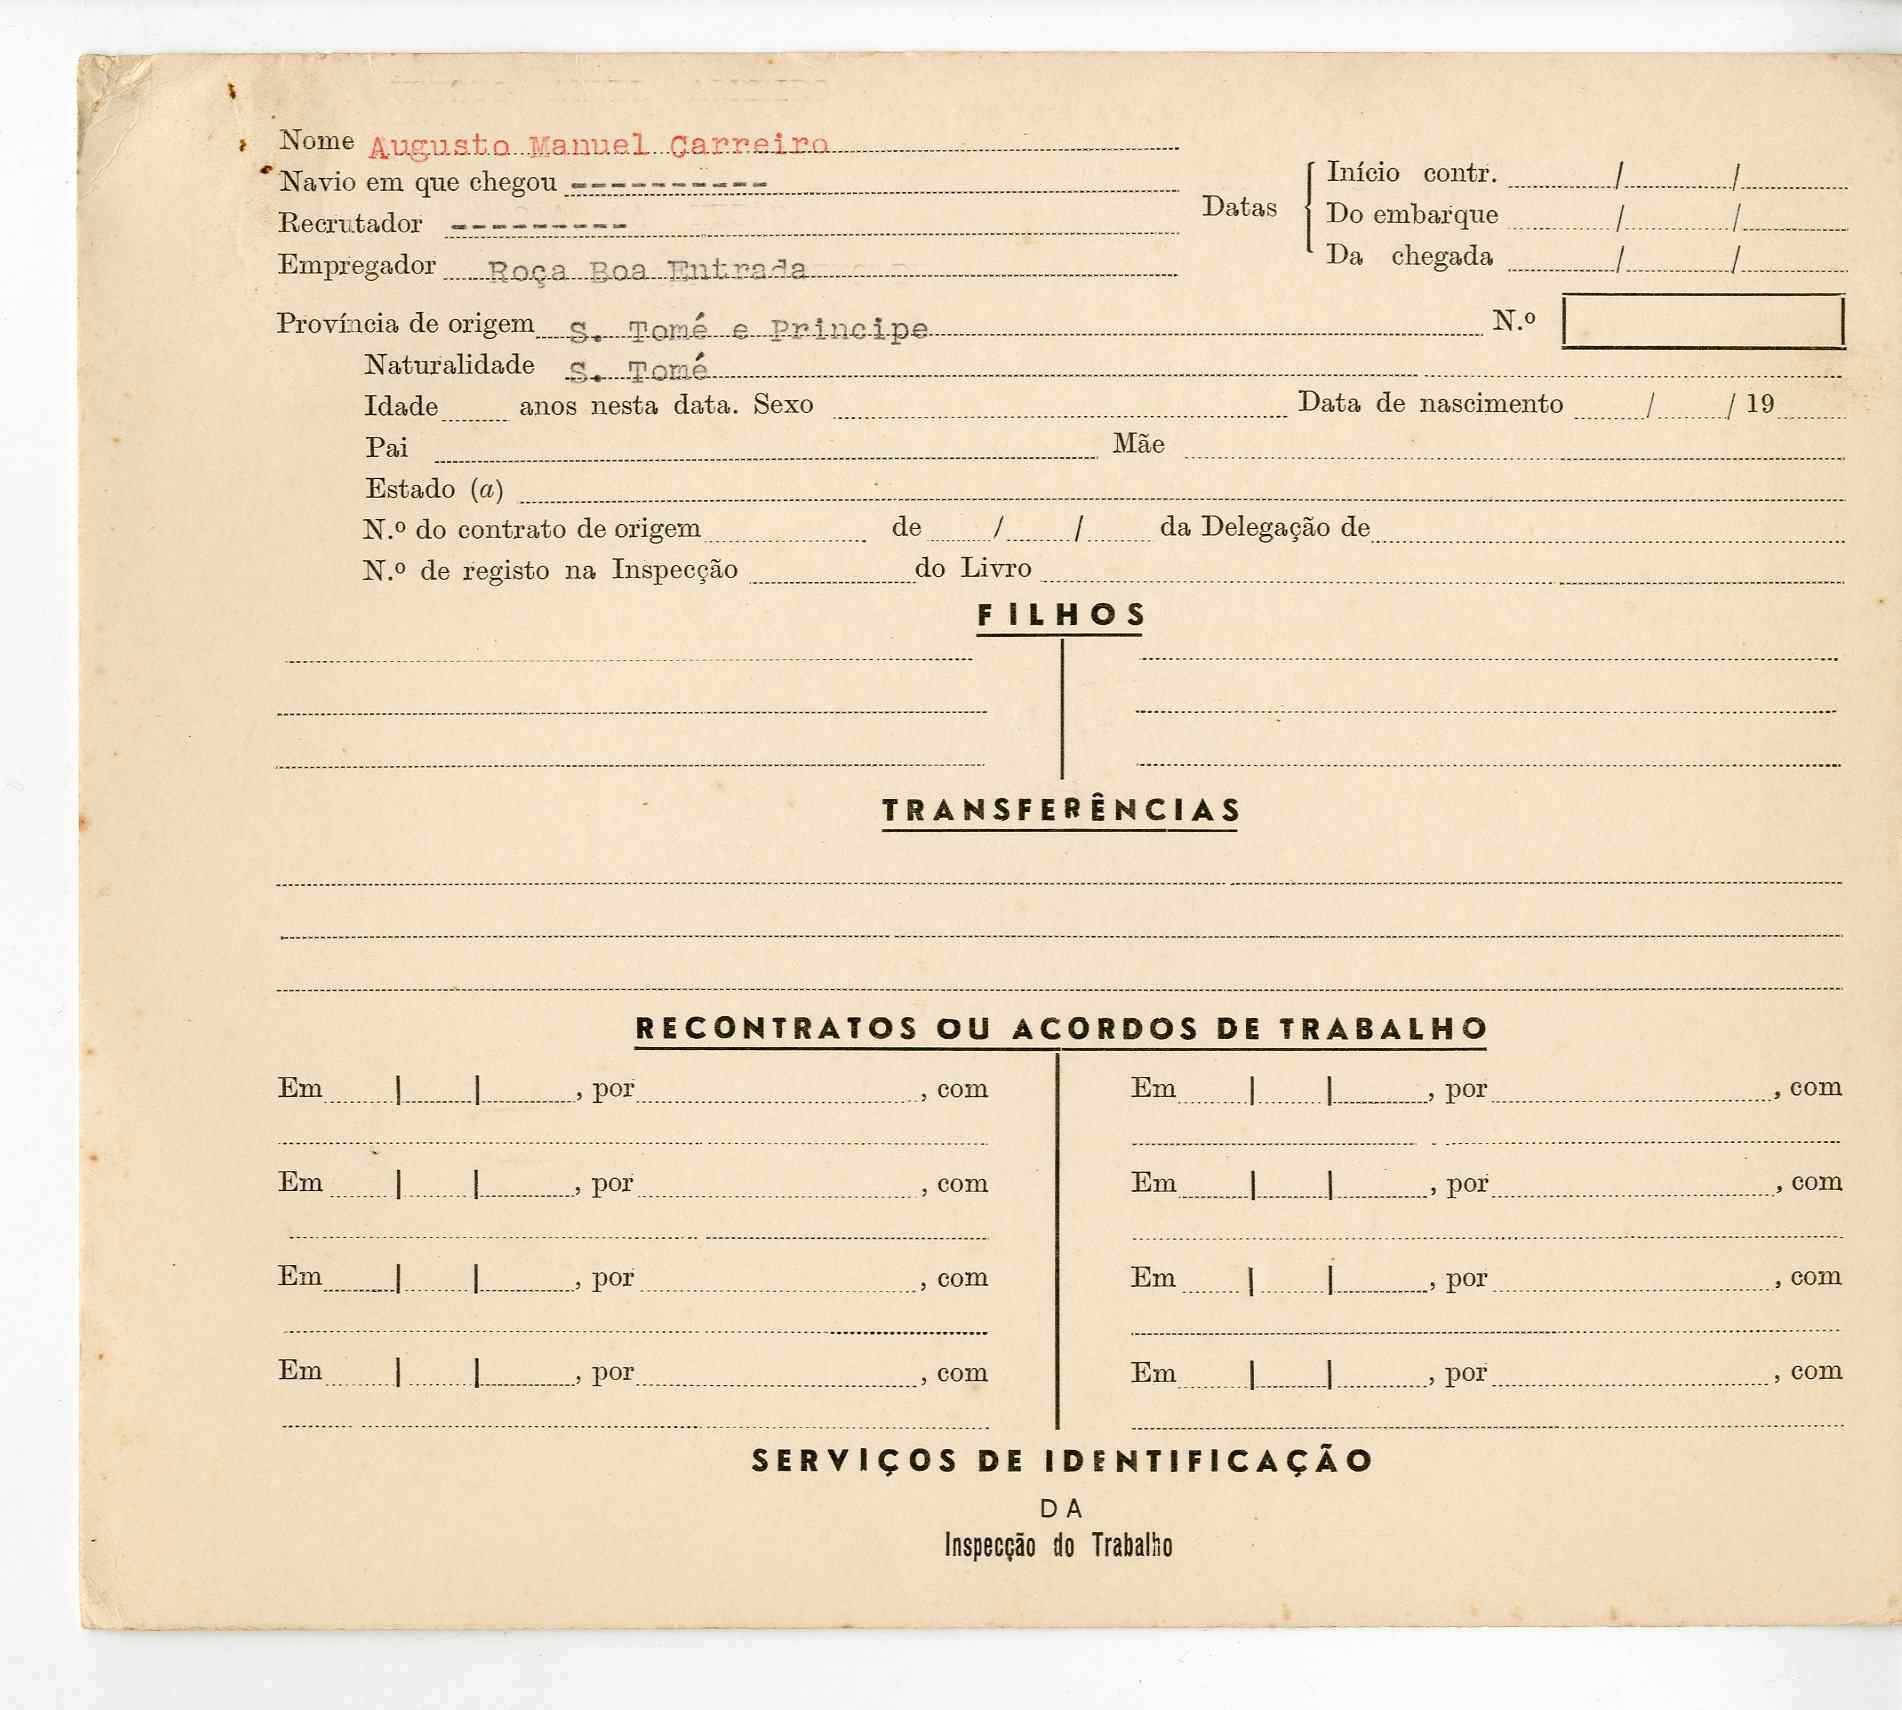 Nome Augusto Manuel Carreiro
Navio em que chegou ----------
Recrutador ---------
Empregador Roça Boa Entrada
Datas
Início contr. / /
Do embarque / /
Da chegada / /
Província de origem S. Tomé e Principe N.º
Naturalidade S. Tomé
Idade anos nesta data. Sexo Data de nascimento / / 19
Pai Mãe
Estado (a)
N.º do contrato de origem de / / da Delegação de
N.º de registo na Inspecção do Livro
FILHOS
TRANSFERÊNCIAS
RECONTRATOS OU ACORDOS DE TRABALHO
Em | | , por , com Em | | , por , com
Em | | , por , com Em | | , por , com
Em | | , por , com Em | | , por , com
Em | | , por , com Em | | , por , com
SERVIÇOS DE IDENTIFICAÇÃO
DA
Inspecção do Trabalho